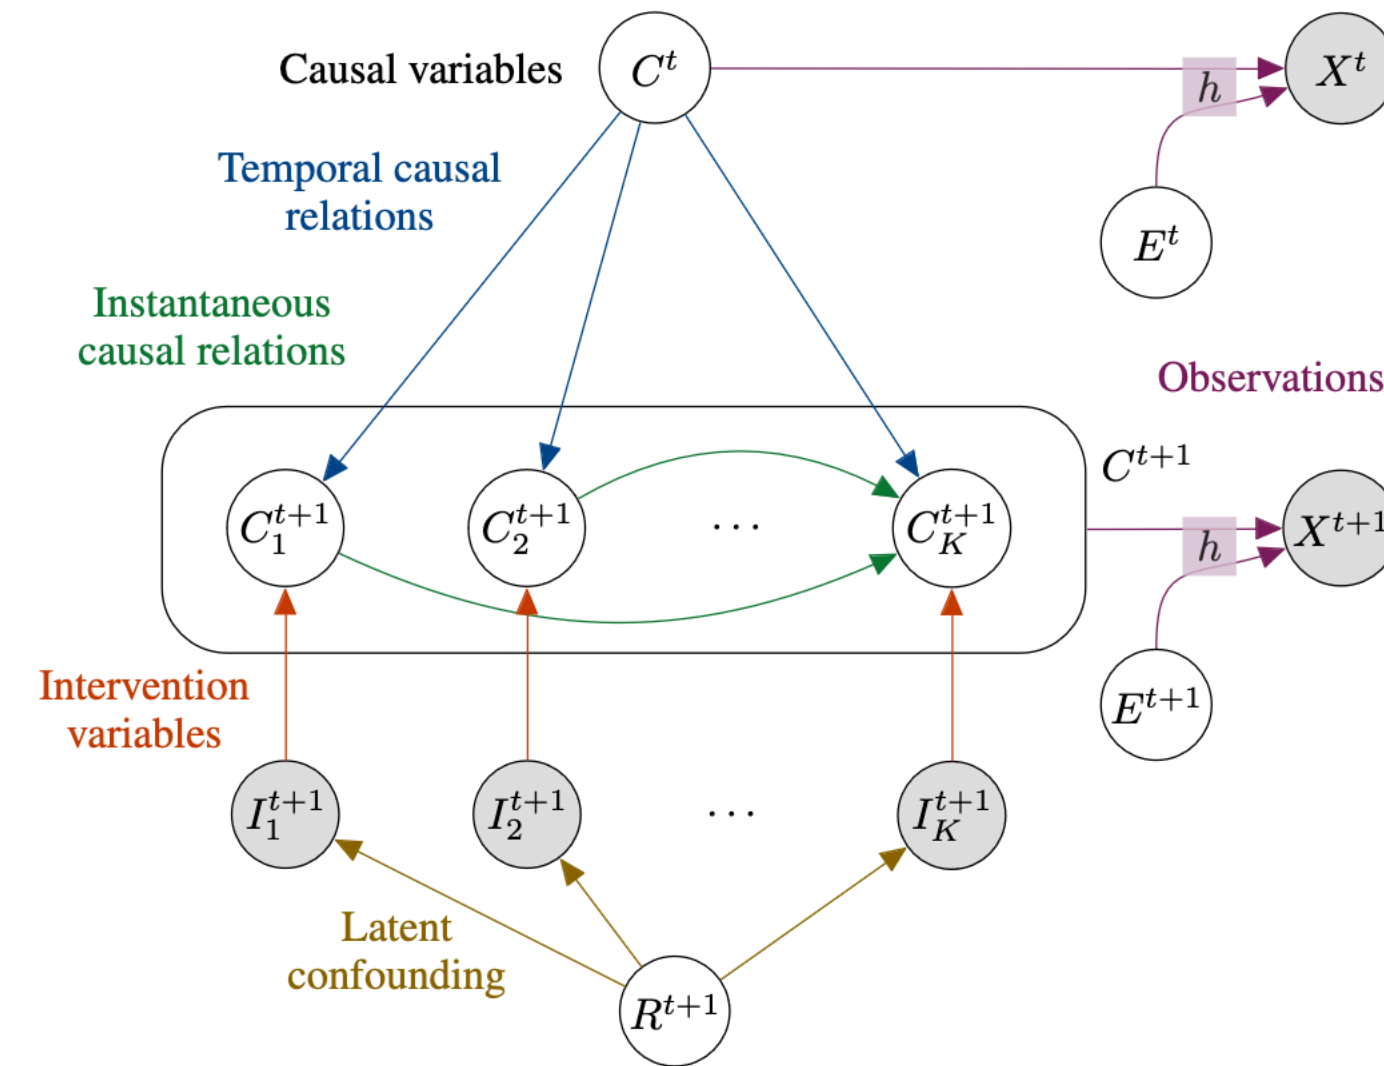 Causal variables
C^t
h
X^t
Temporal causal
relations
E^t
Instantaneous
causal relations
Observations
C^{t+1}
C_1^{t+1}
C_2^{t+1}
⋯
C_K^{t+1}
h
X^{t+1}
Intervention
variables
E^{t+1}
I_1^{t+1}
I_2^{t+1}
⋯
I_K^{t+1}
Latent
confounding
R^{t+1}